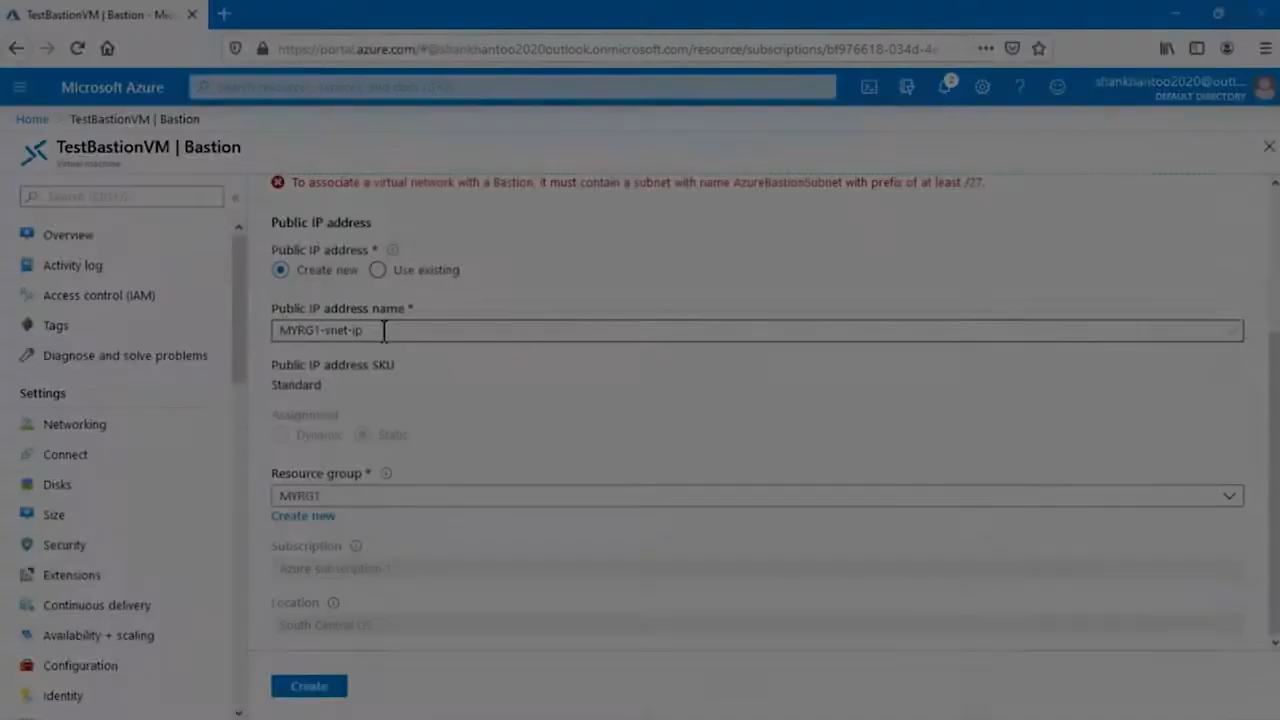 TestBastionVM | Bastion - Mic
https://portal.azure.com/#@shankhantoo2020outlook.onmicrosoft.com/resource/subscriptions/bf976618-034d-4e
Microsoft Azure
Search resources, services, and docs (G+/)
2
shankhantoo2020@outl...
DEFAULT DIRECTORY
Home
TestBastionVM | Bastion
TestBastionVM | Bastion
Virtual machine
Search (Ctrl+/)
«
Overview
Activity log
Access control (IAM)
Tags
Diagnose and solve problems
Settings
Networking
Connect
Disks
Size
Security
Extensions
Continuous delivery
Availability + scaling
Configuration
Identity
To associate a virtual network with a Bastion, it must contain a subnet with name AzureBastionSubnet with prefix of at least /27.
Public IP address
Public IP address *
Create new Use existing
Public IP address name *
MYRG1-vnet-ip
Public IP address SKU
Standard
Assignment
Dynamic Static
Resource group *
MYRG1
Create new
Subscription
Azure subscription 1
Location
South Central US
Create